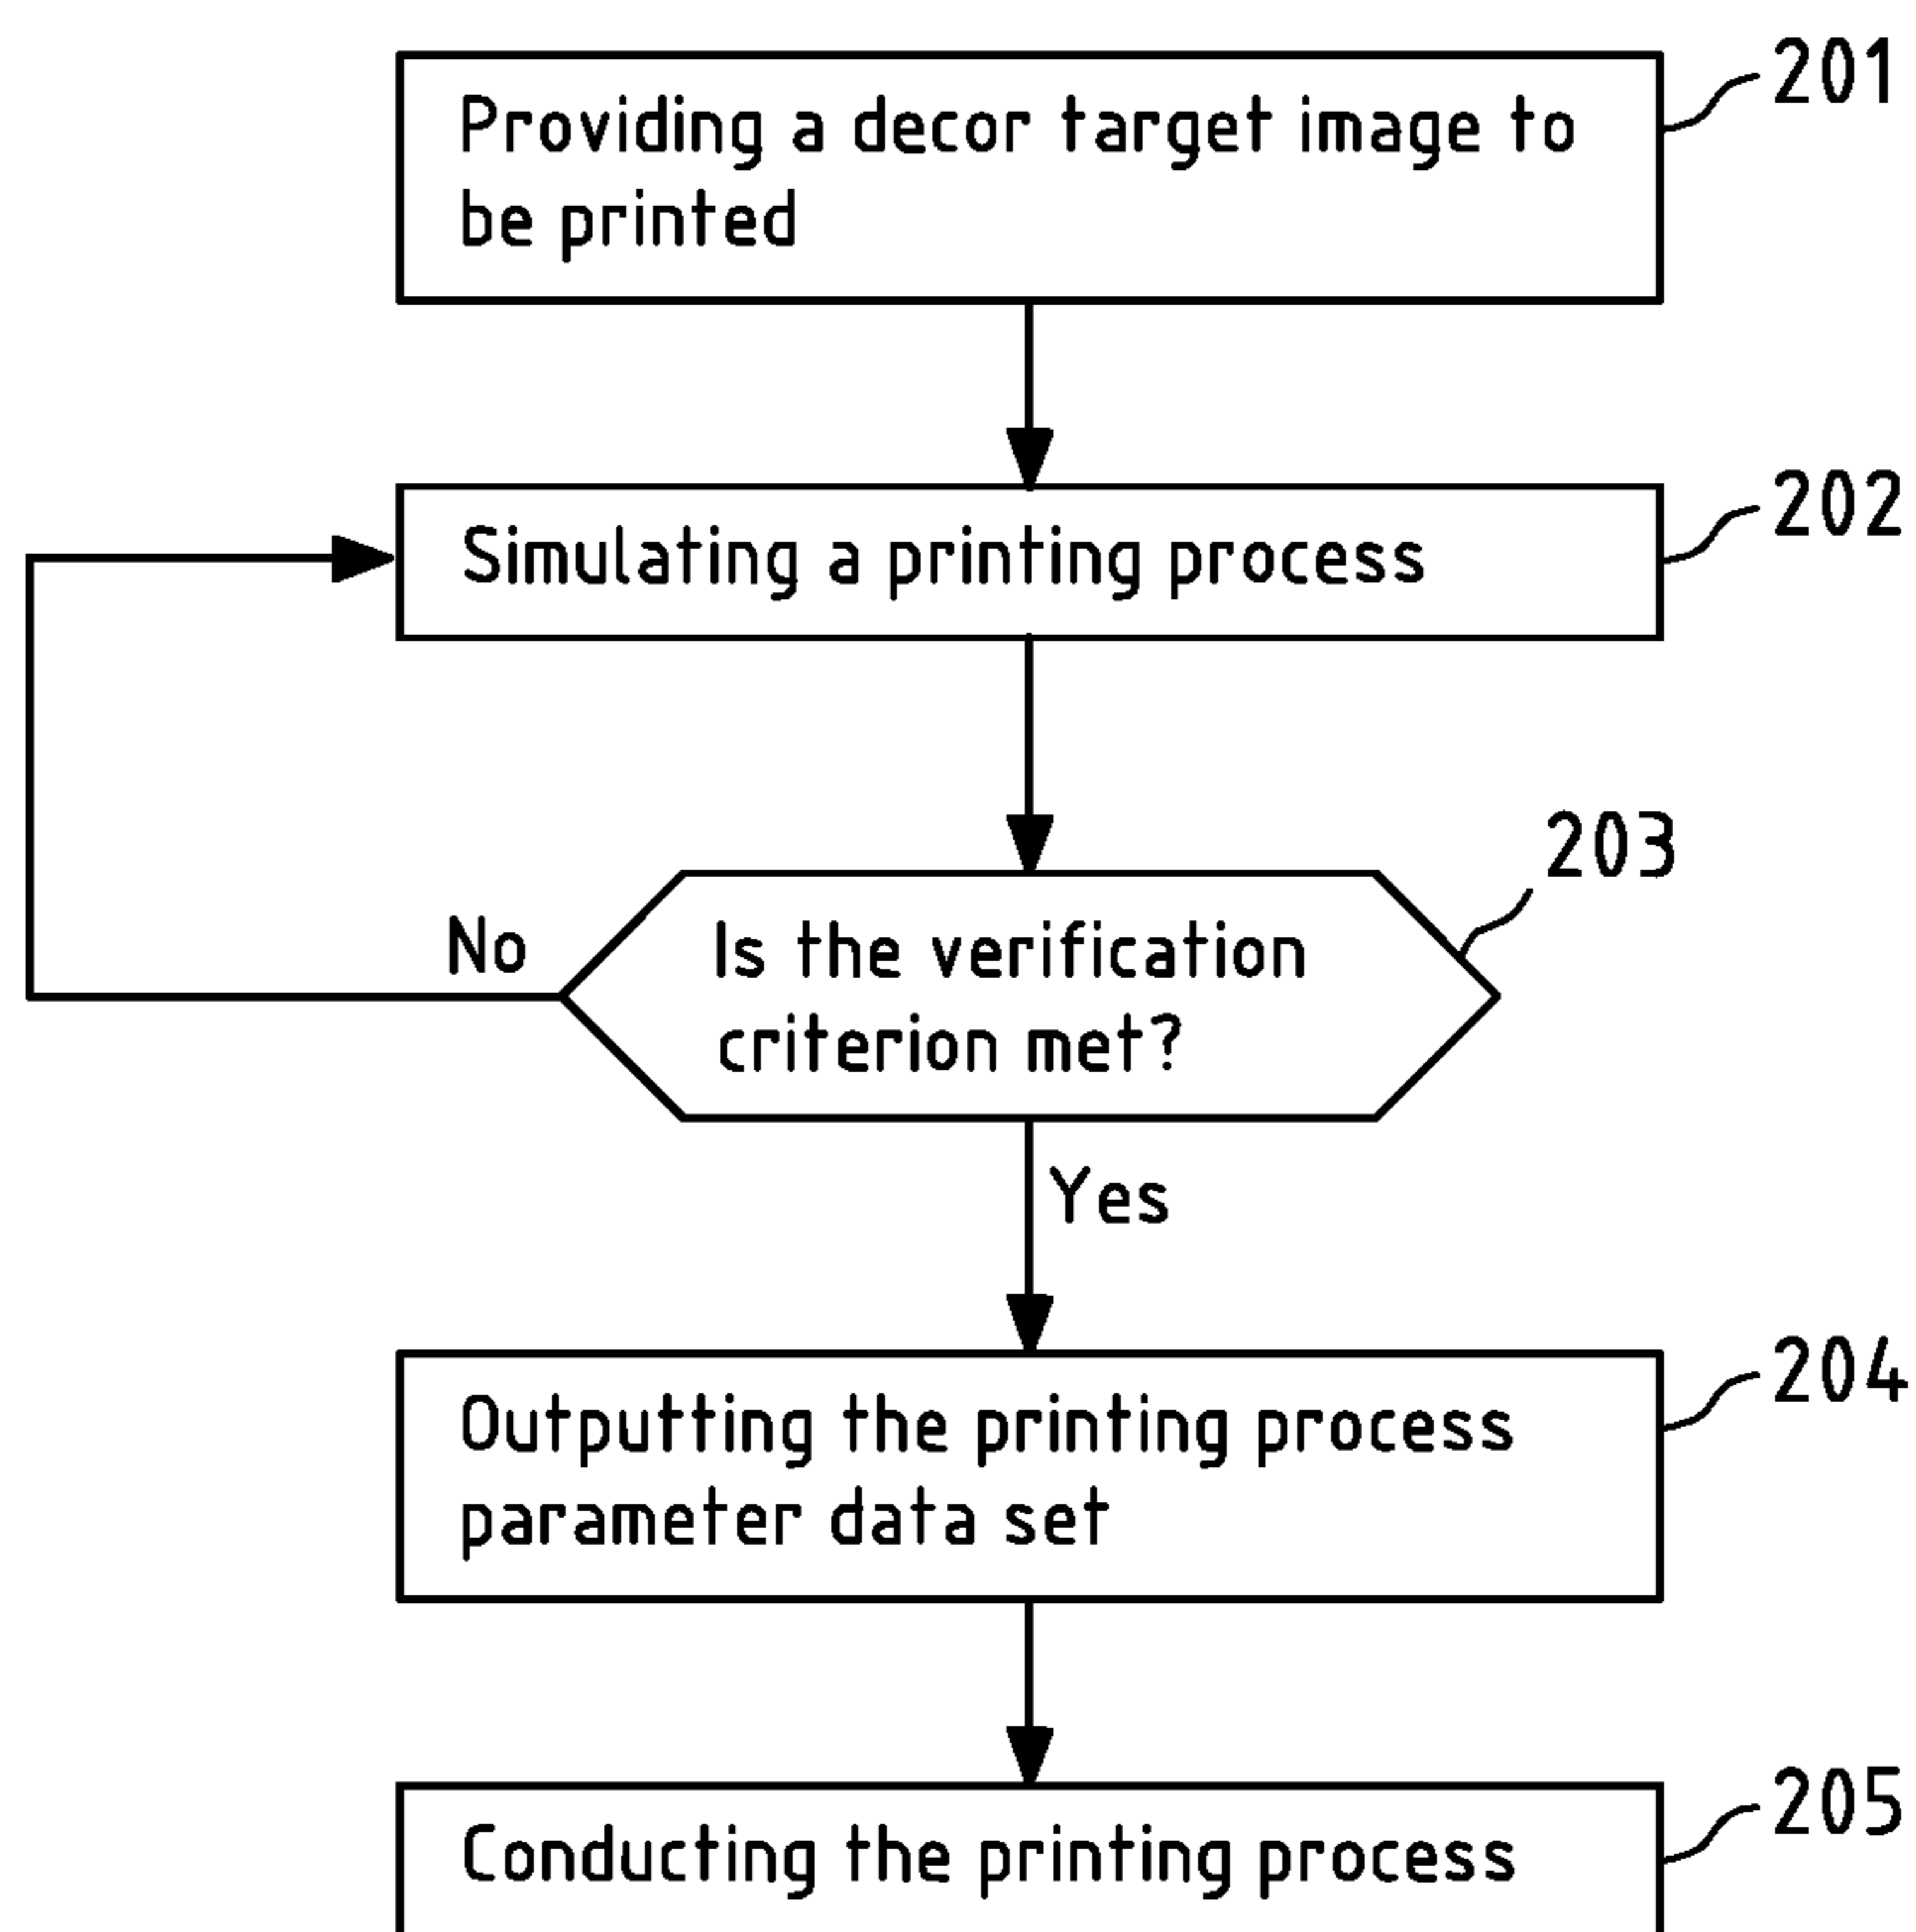 201
Providing a decor target image to
be printed
202
Simulating a printing process
203
No
Is the verification
criterion met?
Yes
204
Outputting the printing process
parameter data set
205
Conducting the printing process